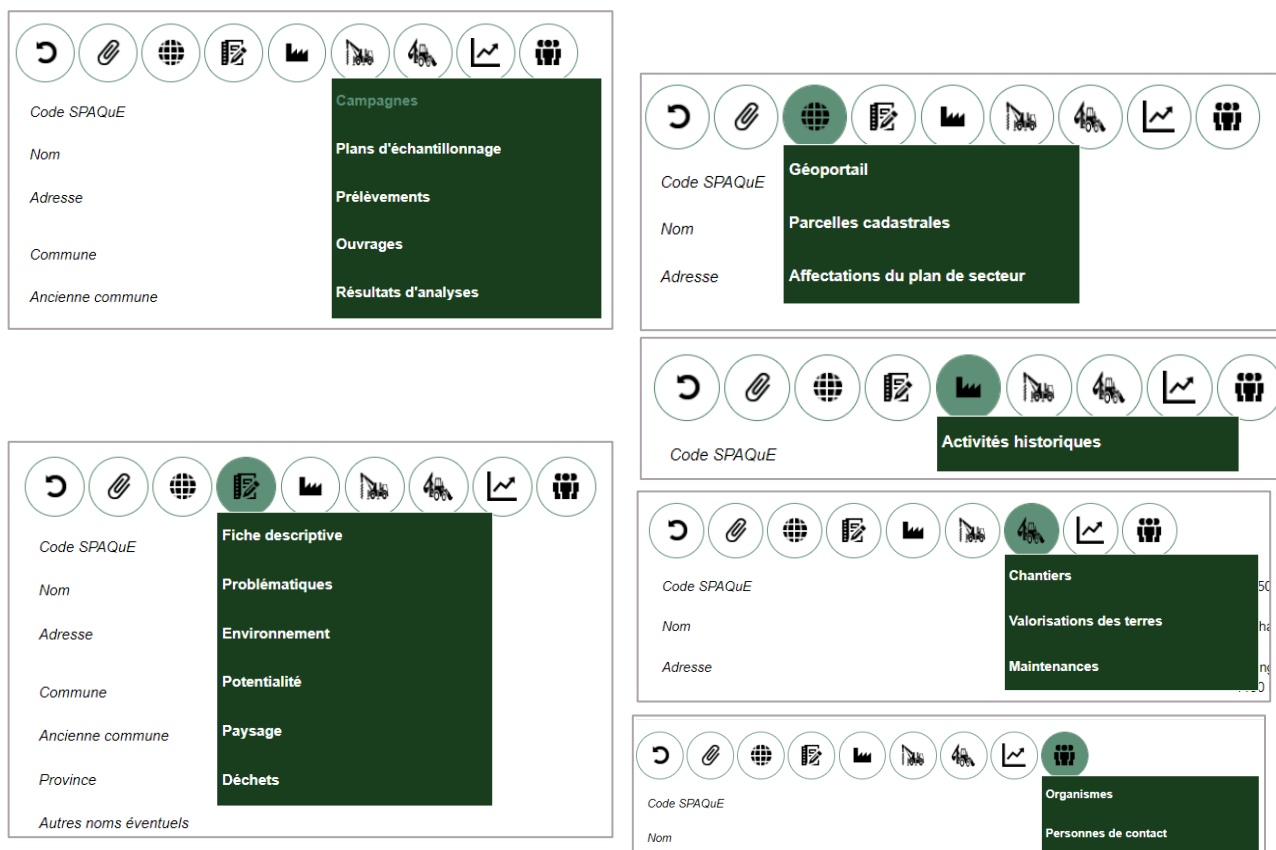 Code SPAQuE
Nom
Adresse
Commune
Ancienne commune
Campagnes
Plans d'échantillonnage
Prélèvements
Ouvrages
Résultats d'analyses
Code SPAQuE
Nom
Adresse
Géoportail
Parcelles cadastrales
Affectations du plan de secteur
Code SPAQuE
Activités historiques
Code SPAQuE
Nom
Adresse
Commune
Ancienne commune
Province
Autres noms éventuels
Fiche descriptive
Problématiques
Environnement
Potentialité
Paysage
Déchets
Code SPAQuE
Nom
Adresse
Chantiers
Valorisations des terres
Maintenances
Code SPAQuE
Nom
Organismes
Personnes de contact